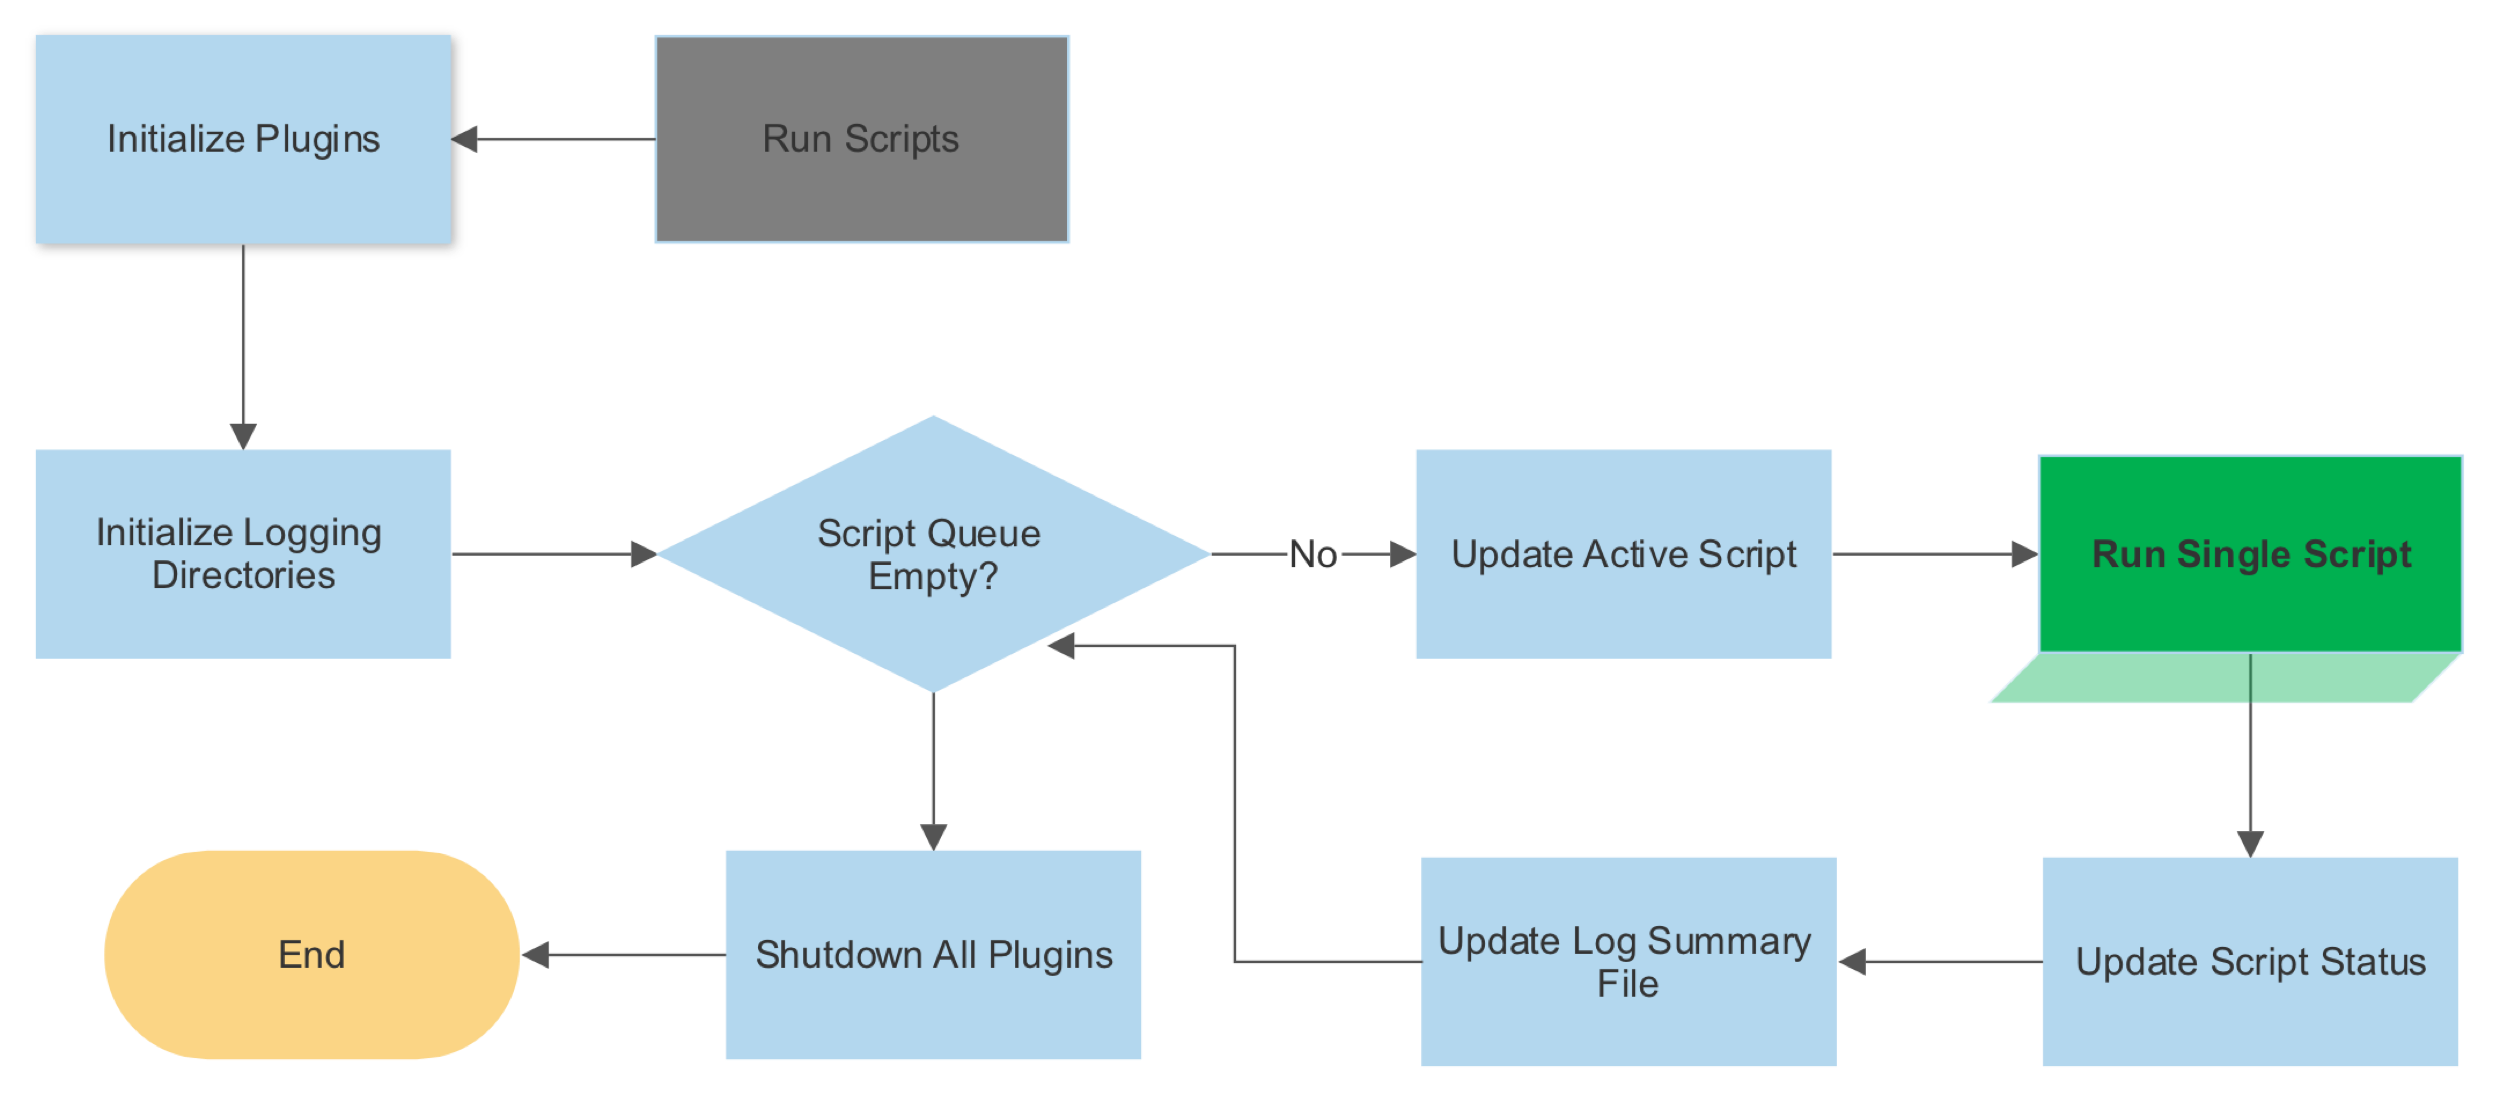 Initialize Plugins
Run Scripts
Initialize Logging
Directories
Script Queue
Empty?
No
Update Active Script
Run Single Script
End
Shutdown All Plugins
Update Log Summary
File
Update Script Status